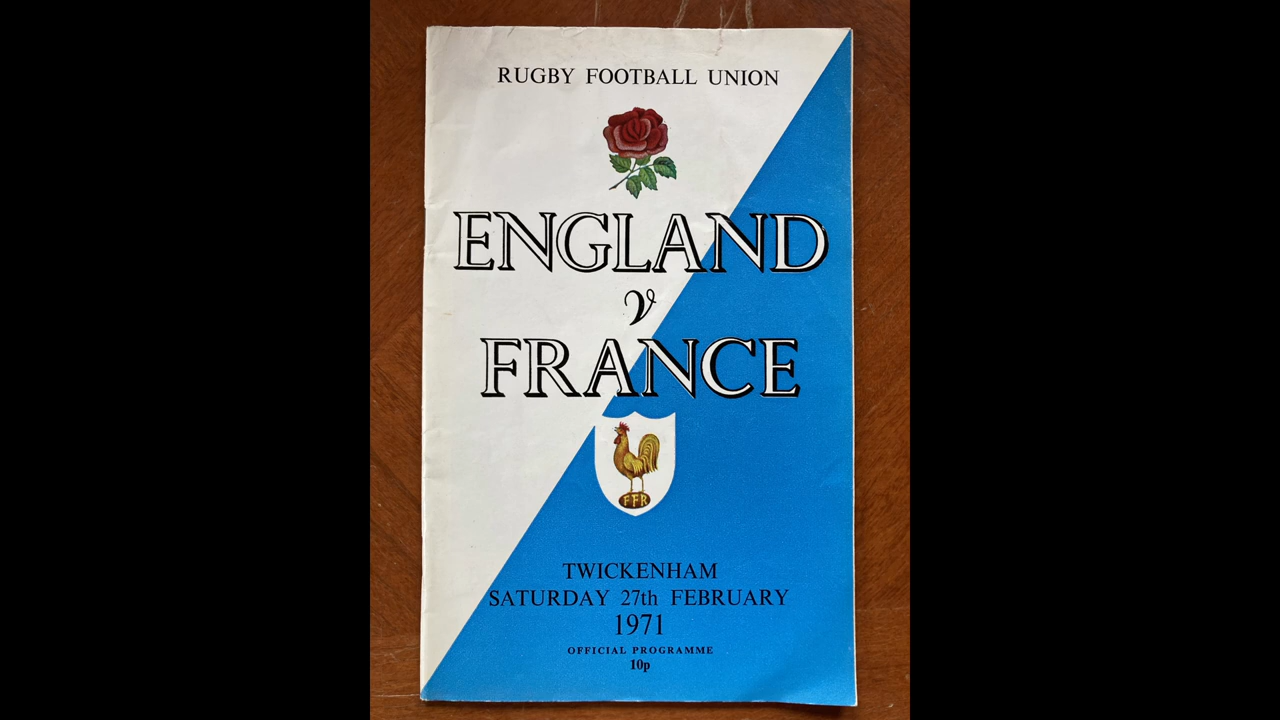 RUGBY FOOTBALL UNION
ENGLAND
v
FRANCE
FFR
TWICKENHAM
SATURDAY 27th FEBRUARY
1971
OFFICIAL PROGRAMME
10p